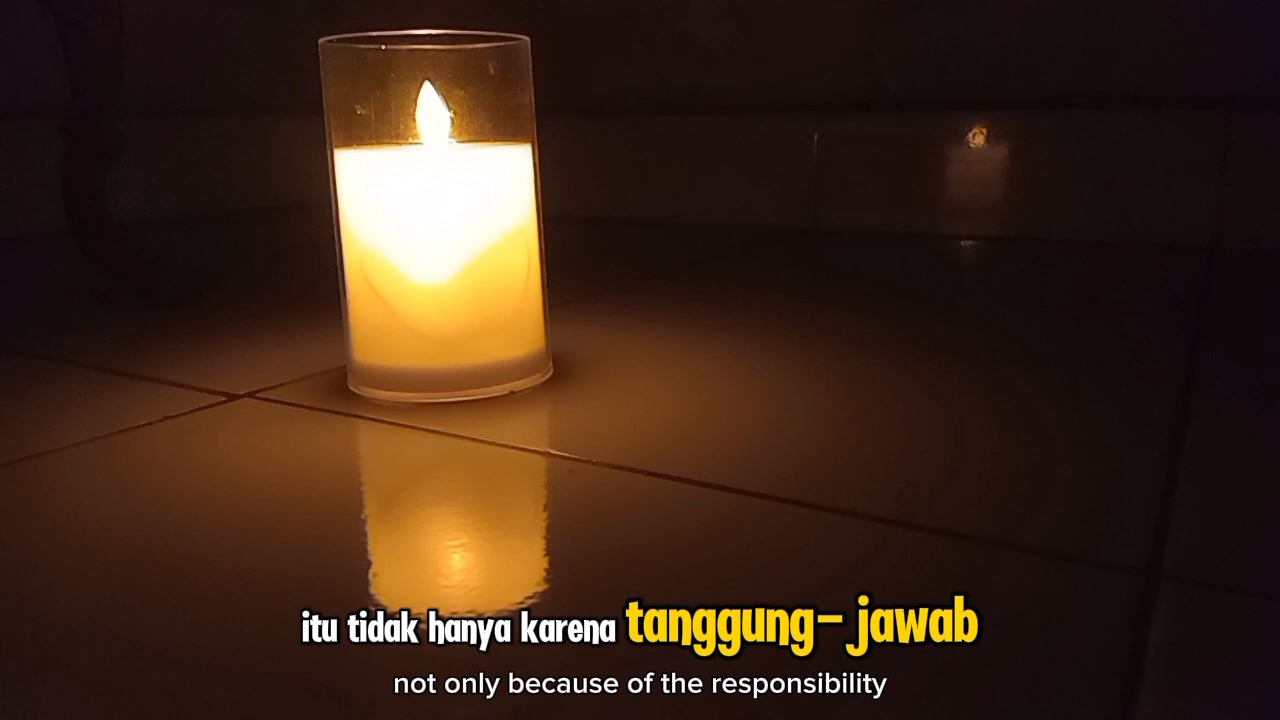 itu tidak hanya karena tanggung-jawab
not only because of the responsibility